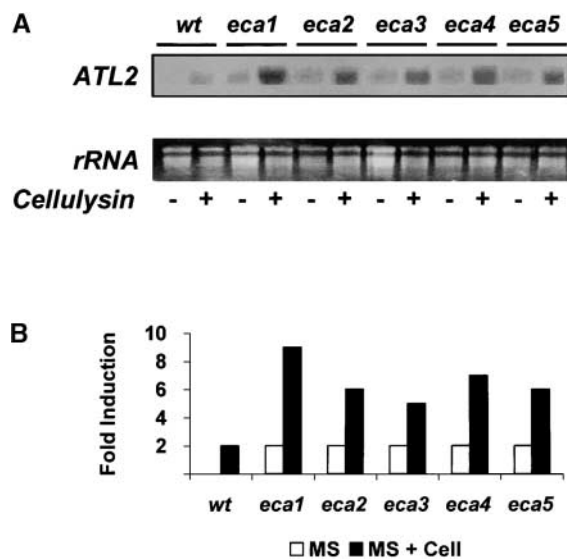 A
wt eca1 eca2 eca3 eca4 eca5
ATL2
rRNA
Cellulysin - + - + - + - + - + - +
B
Fold Induction
10
8
6
4
2
wt eca1 eca2 eca3 eca4 eca5
MS MS + Cell